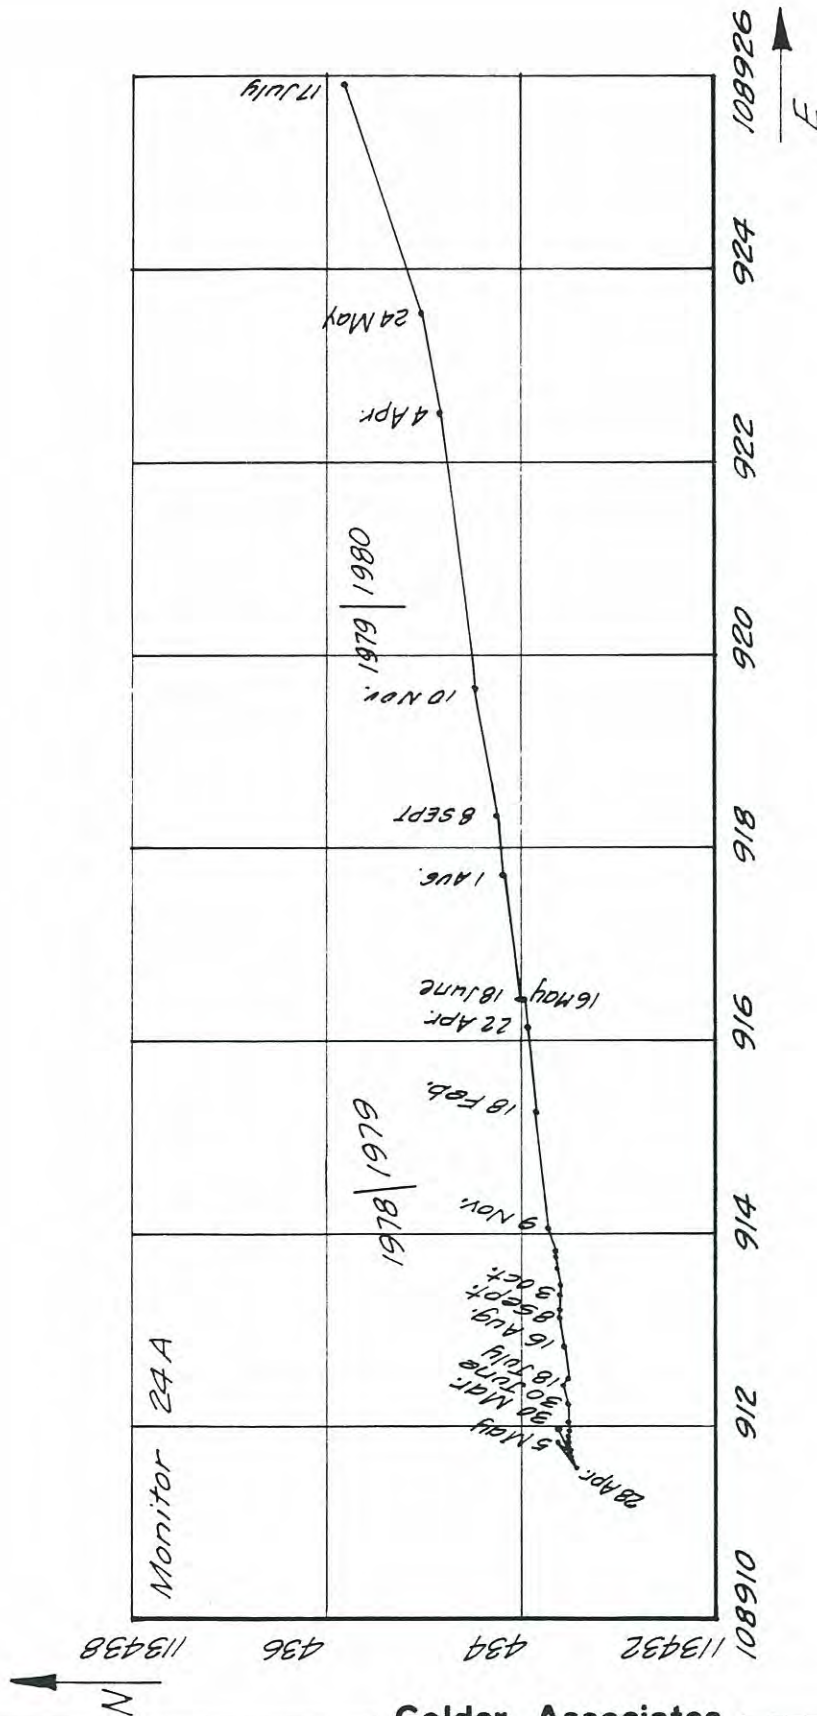 Monitor 24A
N
113438
436
434
113432
108910
912
914
916
918
920
922
924
108926
E
28 Apr.
5 May
30 Mar.
30 June
18 July
16 Aug.
8 Sept.
3 Oct.
9 Nov.
1978 | 1979
18 Feb.
22 Apr.
16 May
18 June
1 AUG.
8 SEPT
10 Nov.
1979 | 1980
4 Apr.
24 May
17 July
Golder Associates